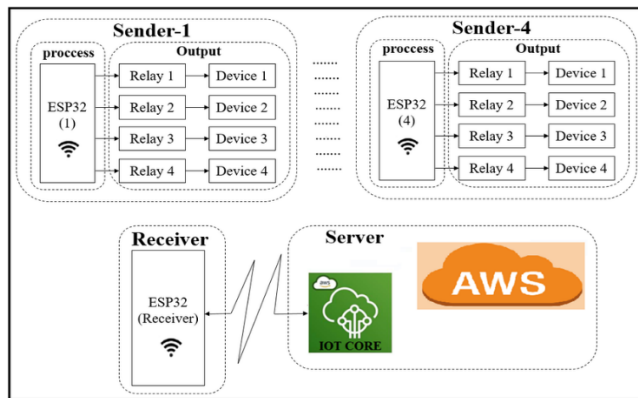 Sender-1
proccess
Output
ESP32
(1)
Relay 1
Device 1
Relay 2
Device 2
Relay 3
Device 3
Relay 4
Device 4
........
........
........
........
........
........
........
Sender-4
proccess
Output
ESP32
(4)
Relay 1
Device 1
Relay 2
Device 2
Relay 3
Device 3
Relay 4
Device 4
Receiver
ESP32
(Receiver)
Server
aws
IOT CORE
AWS